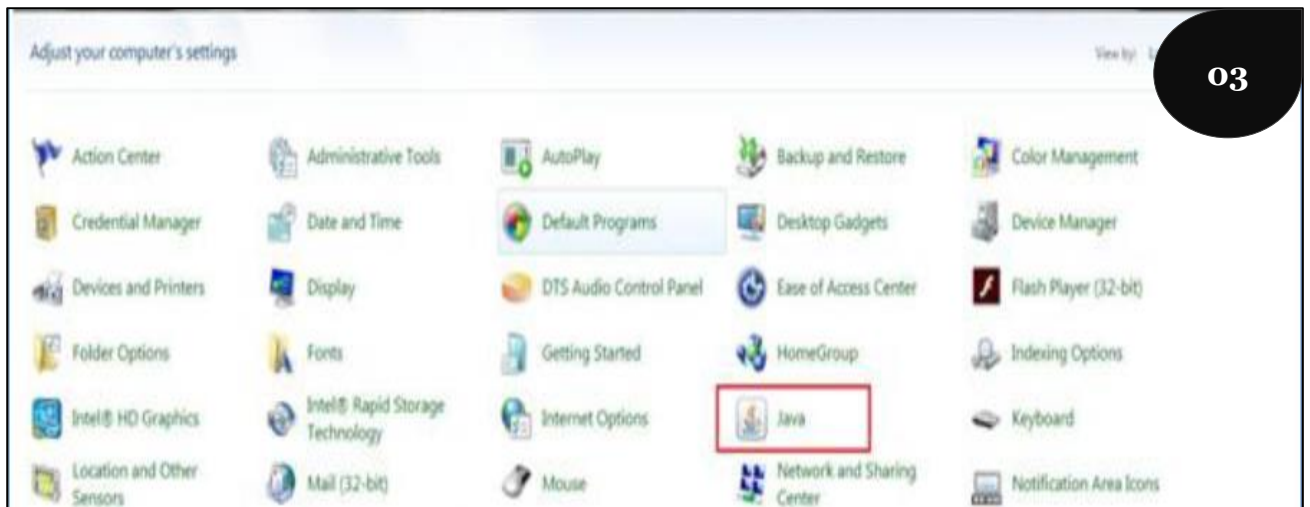 Adjust your computer's settings
View by:
03
Action Center
Administrative Tools
AutoPlay
Backup and Restore
Color Management
Credential Manager
Date and Time
Default Programs
Desktop Gadgets
Device Manager
Devices and Printers
Display
DTS Audio Control Panel
Ease of Access Center
Flash Player (32-bit)
Folder Options
Fonts
Getting Started
HomeGroup
Indexing Options
Intel® HD Graphics
Intel® Rapid Storage
Technology
Internet Options
Java
Keyboard
Location and Other
Sensors
Mail (32-bit)
Mouse
Network and Sharing
Center
Notification Area Icons